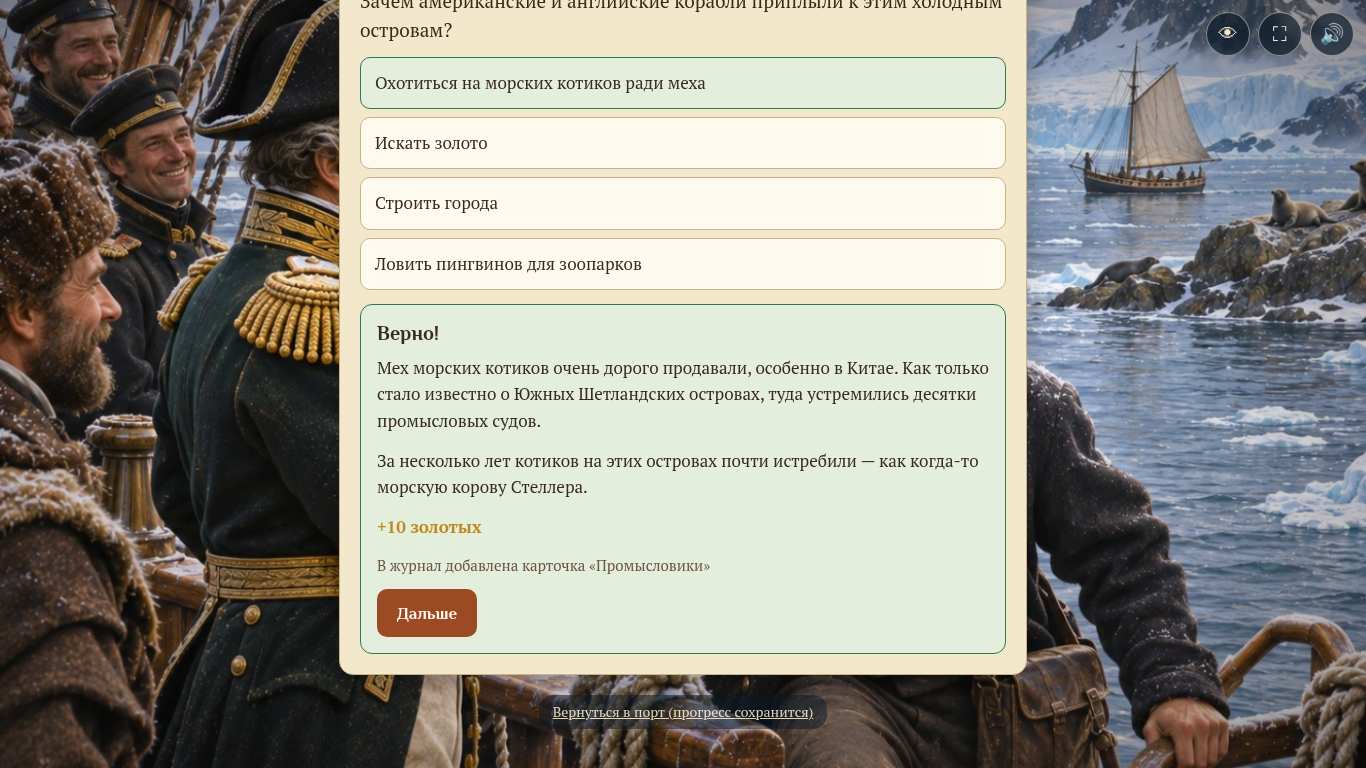 Зачем американские и английские корабли приплыли к этим холодным
островам?
Охотиться на морских котиков ради меха
Искать золото
Строить города
Ловить пингвинов для зоопарков
Верно!
Мех морских котиков очень дорого продавали, особенно в Китае. Как только
стало известно о Южных Шетландских островах, туда устремились десятки
промысловых судов.
За несколько лет котиков на этих островах почти истребили — как когда-то
морскую корову Стеллера.
+10 золотых
В журнал добавлена карточка «Промысловики»
Дальше
Вернуться в порт (прогресс сохранится)